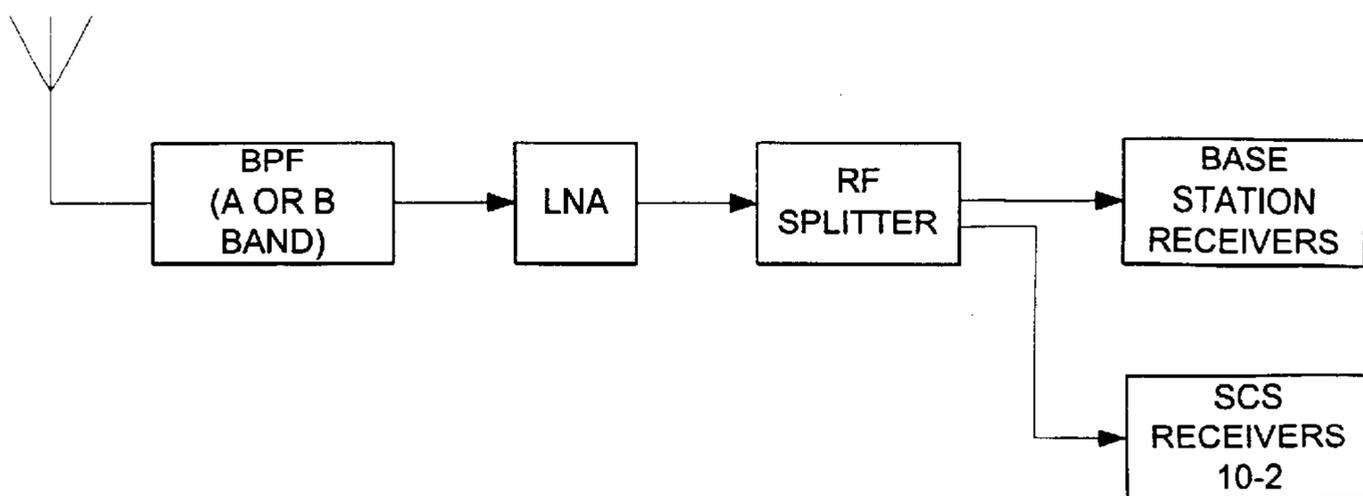 BPF
(A OR B
BAND)
LNA
RF
SPLITTER
BASE
STATION
RECEIVERS
SCS
RECEIVERS
10-2